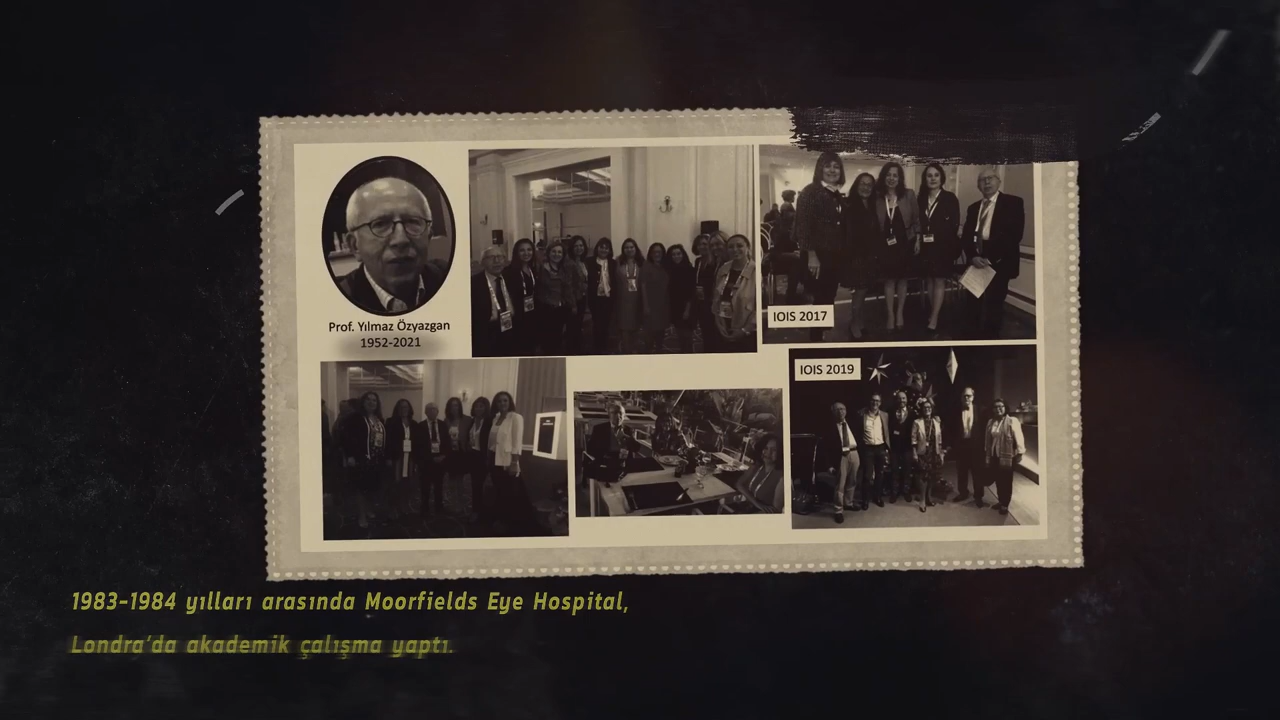 Prof. Yılmaz Özyazgan
1952-2021
IOIS 2017
IOIS 2019
1983-1984 yılları arasında Moorfields Eye Hospital,
Londra'da akademik çalışma yaptı.